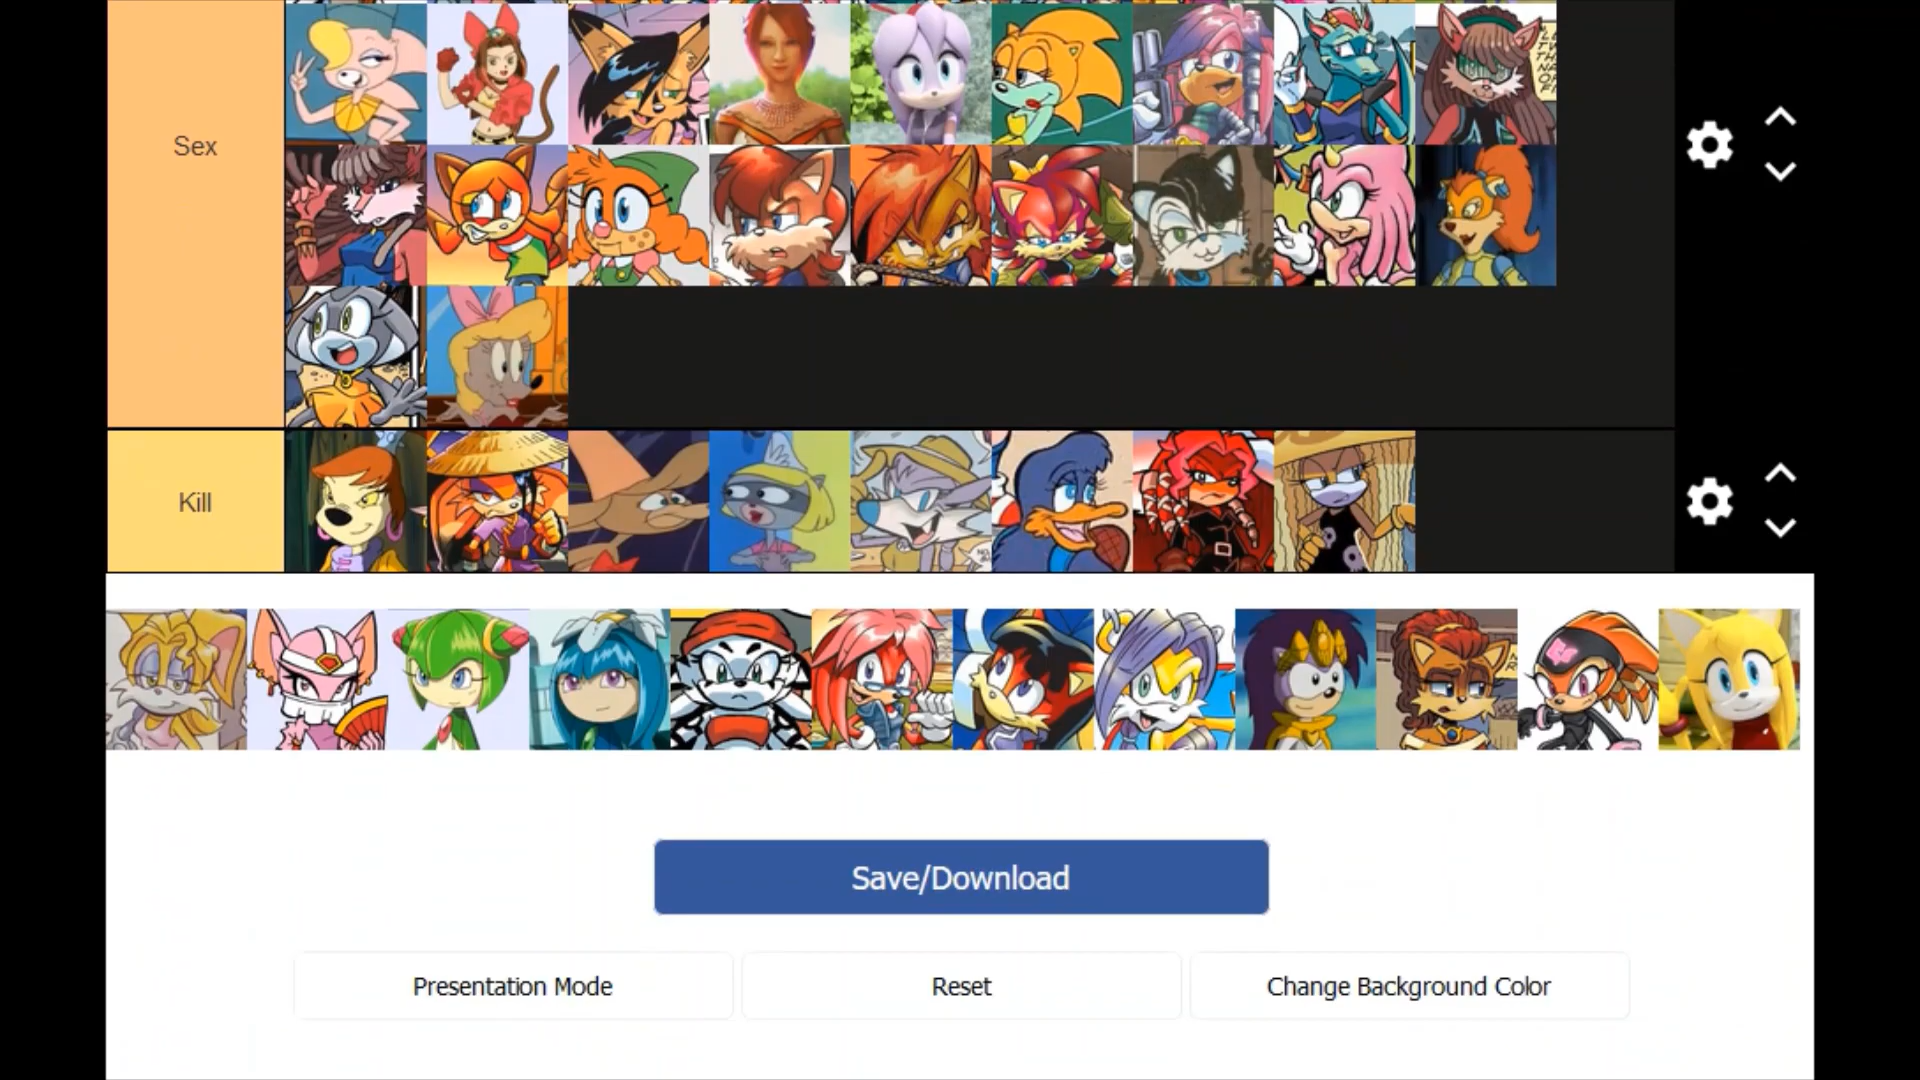 Sex
Kill
Save/Download
Presentation Mode
Reset
Change Background Color